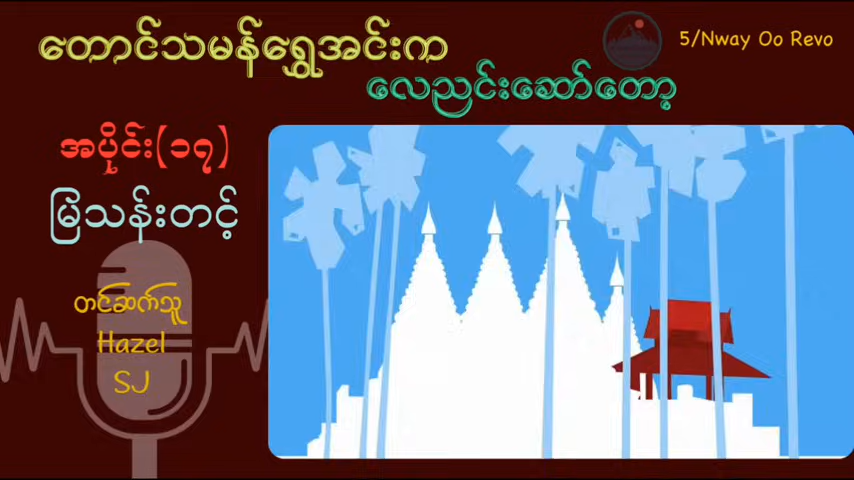 တောင်သမန်ရွှေအင်းက
လေညင်းဆော်တော့
5/Nway Oo Revo
အပိုင်း(၁၇)
မြသန်းတင့်
တင်ဆက်သူ
Hazel
SJ